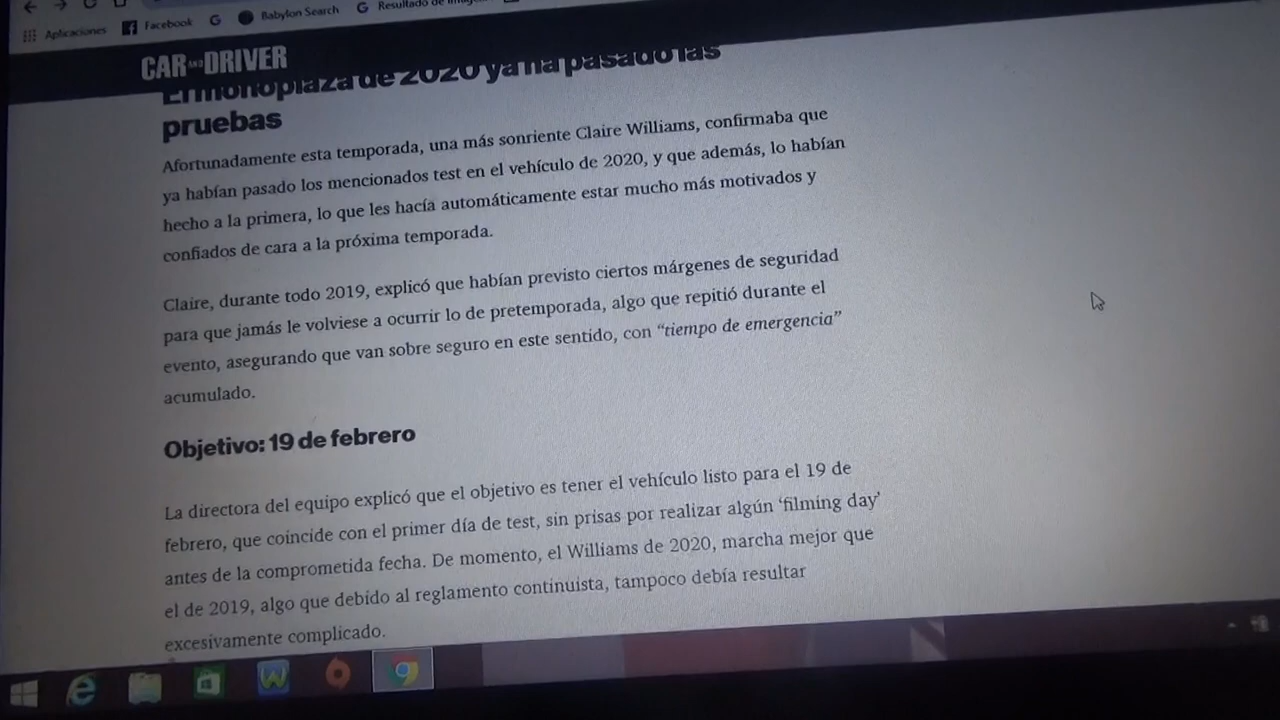 Aplicaciones Facebook Babylon Search Resultado de imagen
CAR AND DRIVER
El monoplaza de 2020 ya ha pasado las
pruebas
Afortunadamente esta temporada, una más sonriente Claire Williams, confirmaba que
ya habían pasado los mencionados test en el vehículo de 2020, y que además, lo habían
hecho a la primera, lo que les hacía automáticamente estar mucho más motivados y
confiados de cara a la próxima temporada.
Claire, durante todo 2019, explicó que habían previsto ciertos márgenes de seguridad
para que jamás le volviese a ocurrir lo de pretemporada, algo que repitió durante el
evento, asegurando que van sobre seguro en este sentido, con “tiempo de emergencia”
acumulado.
Objetivo: 19 de febrero
La directora del equipo explicó que el objetivo es tener el vehículo listo para el 19 de
febrero, que coincide con el primer día de test, sin prisas por realizar algún ‘filming day’
antes de la comprometida fecha. De momento, el Williams de 2020, marcha mejor que
el de 2019, algo que debido al reglamento continuista, tampoco debía resultar
excesivamente complicado.